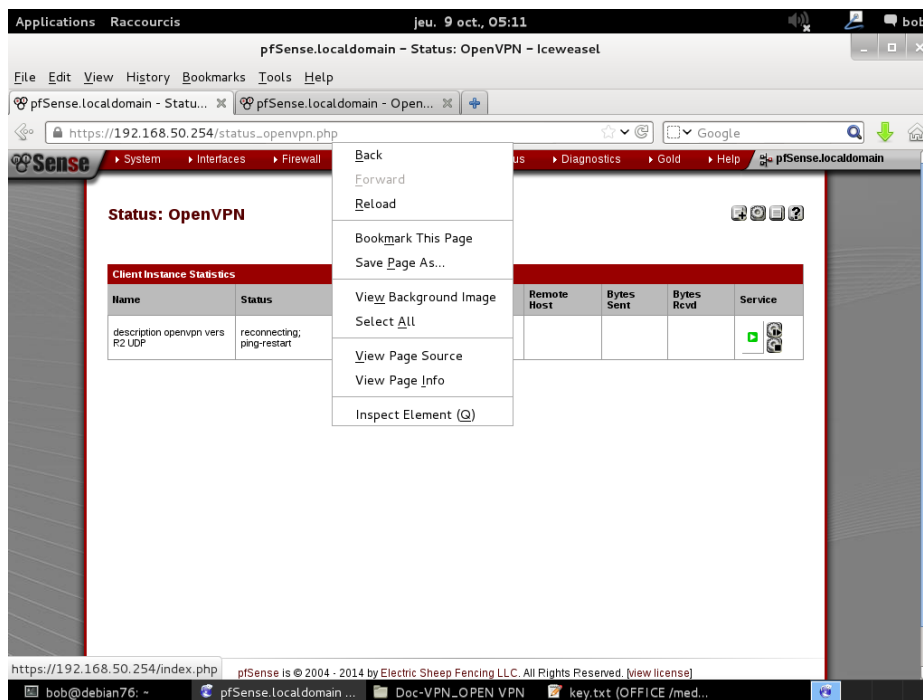 Applications Raccourcis jeu. 9 oct., 05:11 bob
pfSense.localdomain – Status: OpenVPN – Iceweasel
File Edit View History Bookmarks Tools Help
pfSense.localdomain - Statu... pfSense.localdomain - Open...
https://192.168.50.254/status_openvpn.php Google
Sense System Interfaces Firewall us Diagnostics Gold Help pfSense.localdomain
Back
Forward
Reload
Bookmark This Page
Save Page As...
View Background Image
Select All
View Page Source
View Page Info
Inspect Element (Q)
Status: OpenVPN
Client Instance Statistics
Name Status Remote Host Bytes Sent Bytes Rcvd Service
description openvpn vers R2 UDP reconnecting; ping-restart
https://192.168.50.254/index.php
pfSense is © 2004 - 2014 by Electric Sheep Fencing LLC. All Rights Reserved. [view license]
bob@debian76: ~ pfSense.localdomain ... Doc-VPN_OPEN VPN key.txt (OFFICE /med...